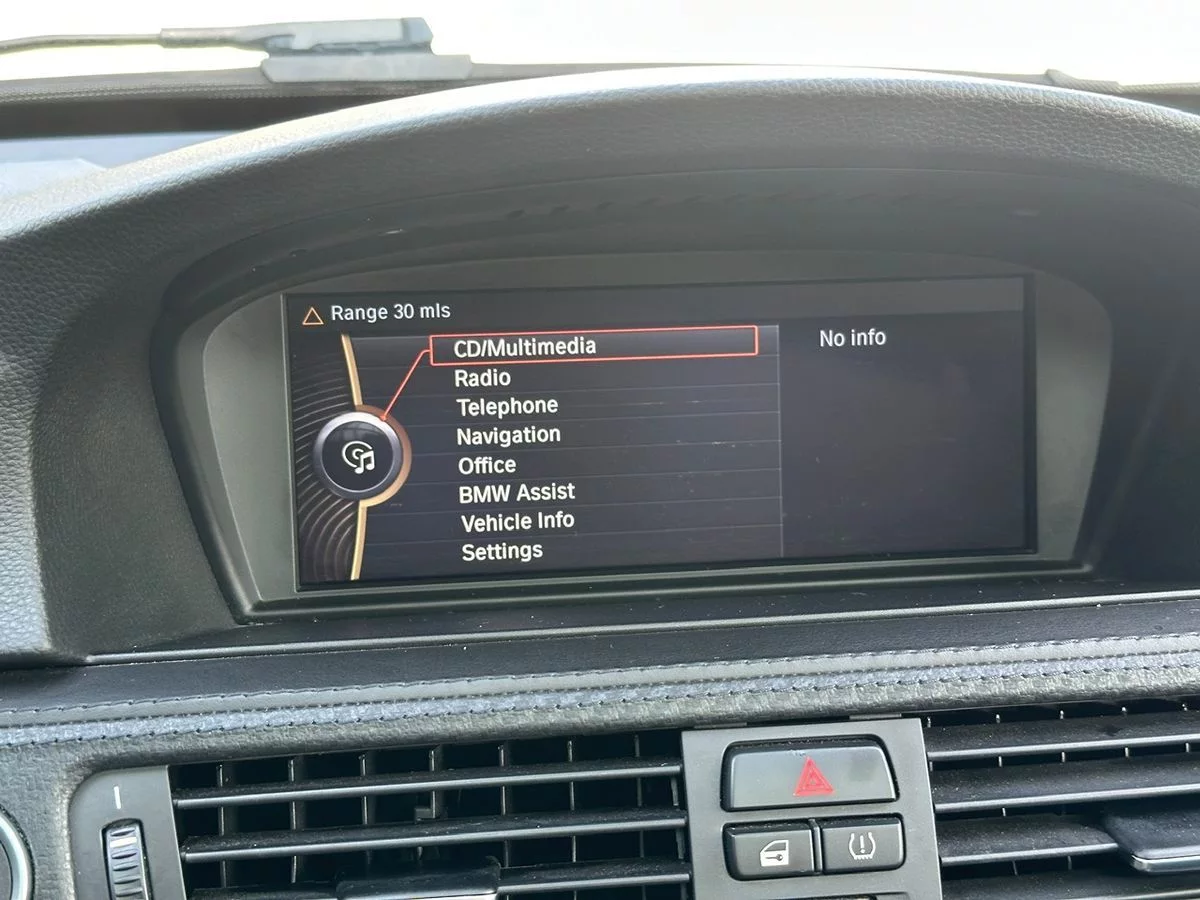 Range 30 mls
CD/Multimedia
No info
Radio
Telephone
Navigation
Office
BMW Assist
Vehicle Info
Settings